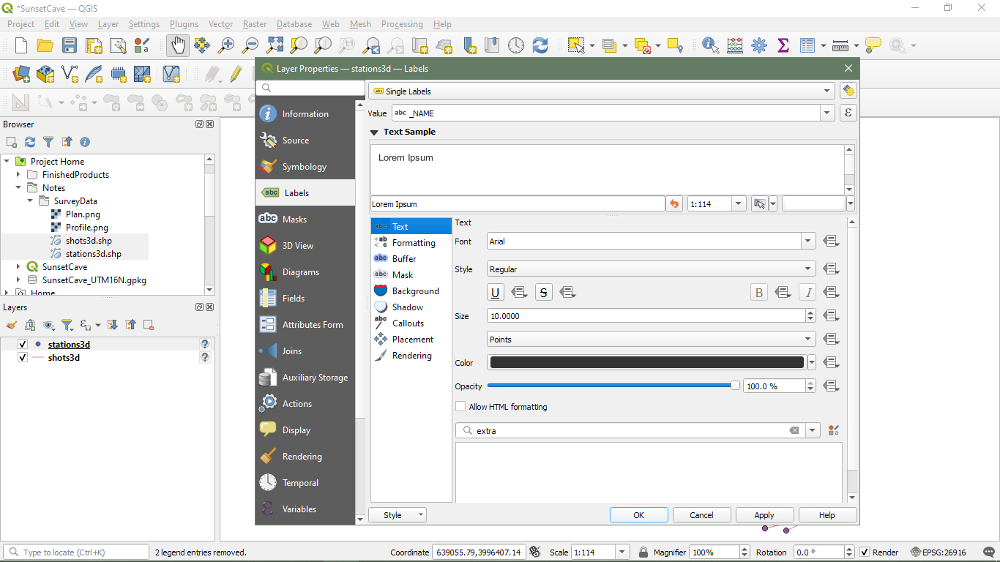 *SunsetCave — QGIS
Project Edit View Layer Settings Plugins Vector Raster Database Web Mesh Processing Help
Layer Properties — stations3d — Labels
Information
Source
Symbology
abc Labels
abc Masks
3D View
Diagrams
Fields
Attributes Form
Joins
Auxiliary Storage
Actions
Display
Rendering
Temporal
Variables
abc Single Labels
Value abc _NAME ε
Text Sample
Lorem Ipsum
Lorem Ipsum 1:114
abc Text
Formatting
abc Buffer
abc Mask
Background
Shadow
abc Callouts
Placement
Rendering
Text
Font Arial
Style Regular
U S B I
Size 10.0000
Points
Color
Opacity 100.0 %
Allow HTML formatting
extra
Style OK Cancel Apply Help
Browser
Project Home
FinishedProducts
Notes
SurveyData
Plan.png
Profile.png
shots3d.shp
stations3d.shp
SunsetCave
SunsetCave_UTM16N.gpkg
Home
Layers
stations3d ?
shots3d ?
Type to locate (Ctrl+K) 2 legend entries removed. Coordinate 639055.79,3996407.14 Scale 1:114 Magnifier 100% Rotation 0.0 ° Render EPSG:26916